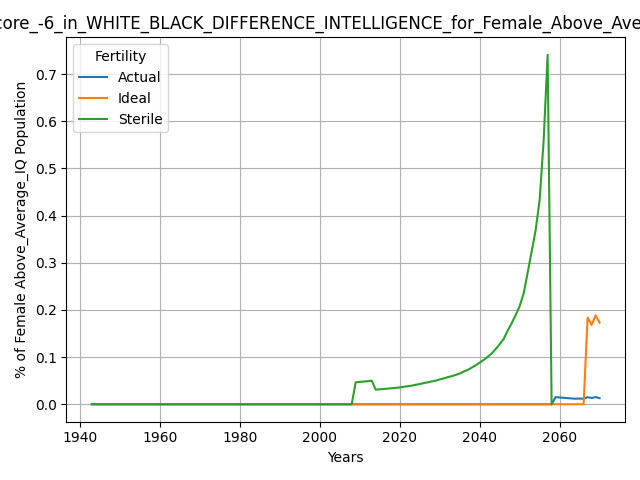 core_-6_in_WHITE_BLACK_DIFFERENCE_INTELLIGENCE_for_Female_Above_Ave
Fertility
Actual
Ideal
Sterile
% of Female Above_Average_IQ Population
0.7
0.6
0.5
0.4
0.3
0.2
0.1
0.0
1940 1960 1980 2000 2020 2040 2060
Years